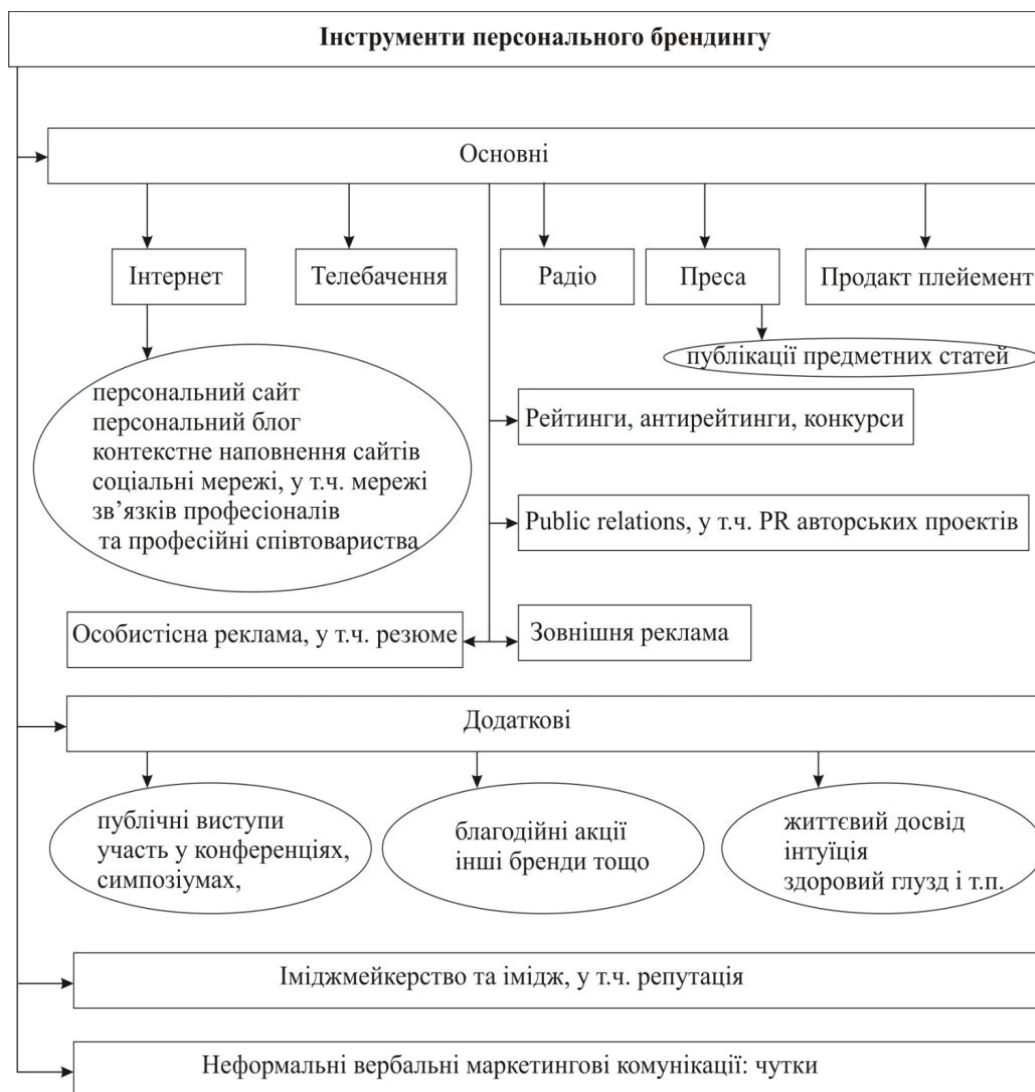 Інструменти персонального брендингу
Основні
Інтернет
Телебачення
Радіо
Преса
Продакт плейемент
публікації предметних статей
персональний сайт
персональний блог
контекстне наповнення сайтів
соціальні мережі, у т.ч. мережі
зв’язків професіоналів
та професійні співтовариства
Рейтинги, антирейтинги, конкурси
Public relations, у т.ч. PR авторських проектів
Особистісна реклама, у т.ч. резюме
Зовнішня реклама
Додаткові
публічні виступи
участь у конференціях,
симпозіумах,
благодійні акції
інші бренди тощо
життєвий досвід
інтуїція
здоровий глузд і т.п.
Іміджмейкерство та імідж, у т.ч. репутація
Неформальні вербальні маркетингові комунікації: чутки